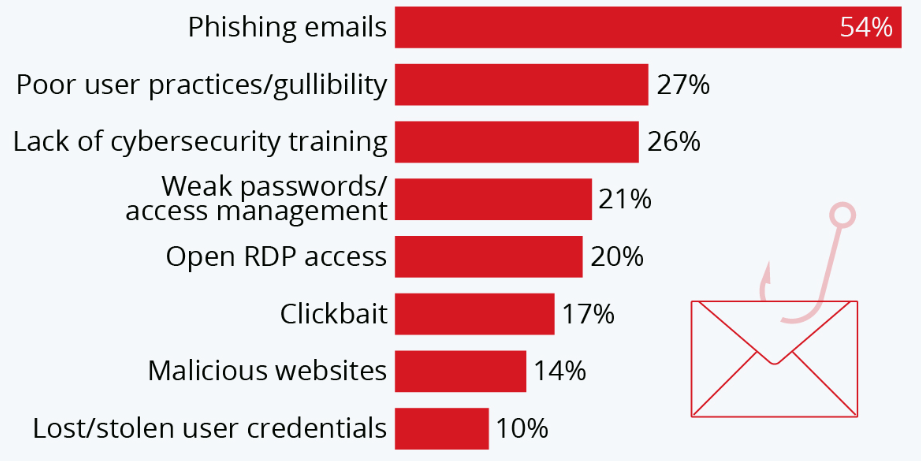 Phishing emails 54%
Poor user practices/gullibility 27%
Lack of cybersecurity training 26%
Weak passwords/
access management 21%
Open RDP access 20%
Clickbait 17%
Malicious websites 14%
Lost/stolen user credentials 10%